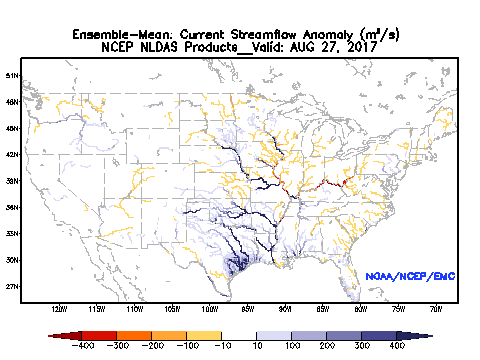 Ensemble-Mean: Current Streamflow Anomaly (m³/s)
NCEP NLDAS Products__Valid: AUG 27, 2017
51N
48N
45N
42N
39N
36N
33N
30N
27N
NOAA/NCEP/EMC
120W 115W 110W 105W 100W 95W 90W 85W 80W 75W 70W
-400 -300 -200 -100 -10 10 100 200 300 400